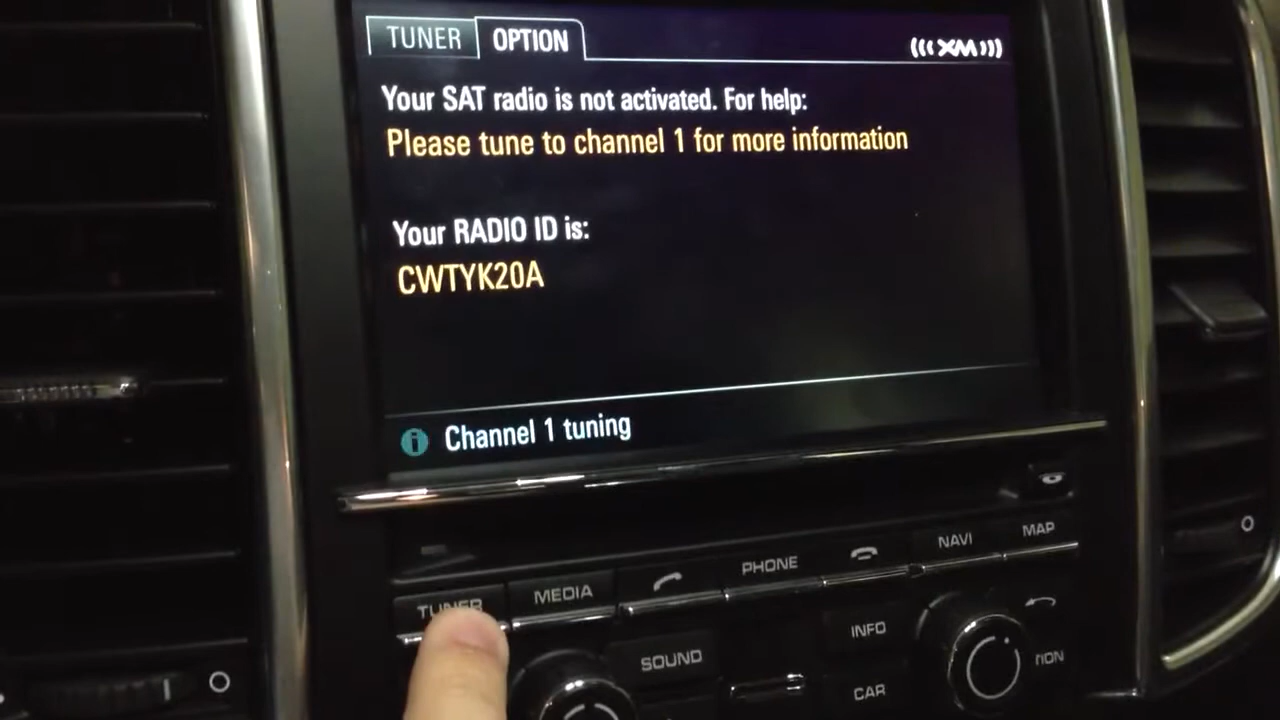 TUNER OPTION
(((XM)))
Your SAT radio is not activated. For help:
Please tune to channel 1 for more information
Your RADIO ID is:
CWTYK20A
Channel 1 tuning
TUNER MEDIA PHONE NAVI MAP
SOUND INFO
CAR